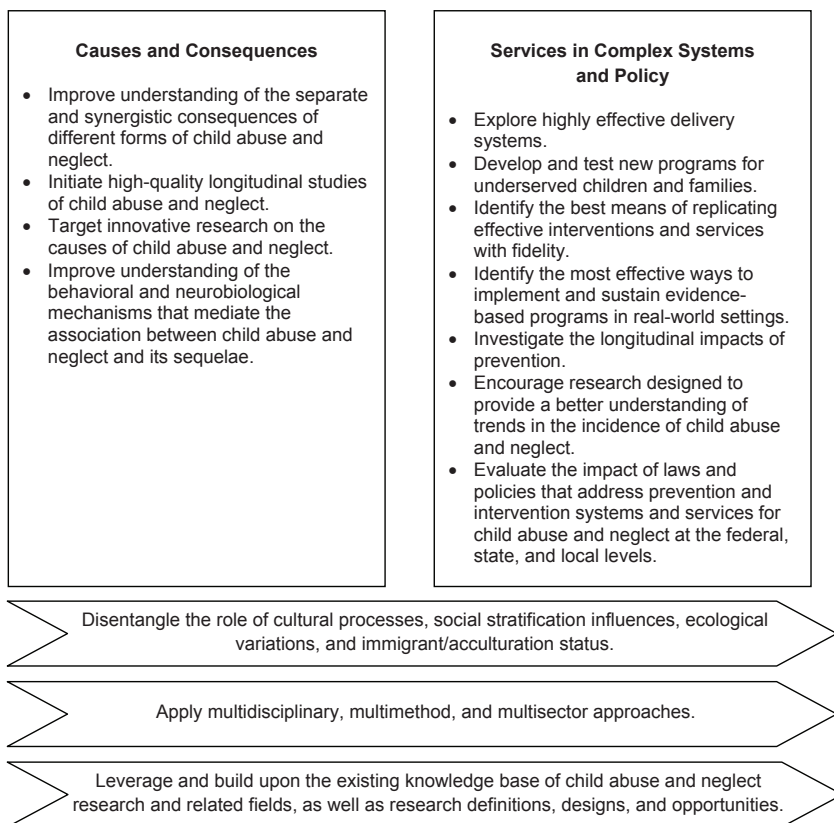 Causes and Consequences
• Improve understanding of the separate
and synergistic consequences of
different forms of child abuse and
neglect.
• Initiate high-quality longitudinal studies
of child abuse and neglect.
• Target innovative research on the
causes of child abuse and neglect.
• Improve understanding of the
behavioral and neurobiological
mechanisms that mediate the
association between child abuse and
neglect and its sequelae.
Services in Complex Systems
and Policy
• Explore highly effective delivery
systems.
• Develop and test new programs for
underserved children and families.
• Identify the best means of replicating
effective interventions and services
with fidelity.
• Identify the most effective ways to
implement and sustain evidence-
based programs in real-world settings.
• Investigate the longitudinal impacts of
prevention.
• Encourage research designed to
provide a better understanding of
trends in the incidence of child abuse
and neglect.
• Evaluate the impact of laws and
policies that address prevention and
intervention systems and services for
child abuse and neglect at the federal,
state, and local levels.
Disentangle the role of cultural processes, social stratification influences, ecological
variations, and immigrant/acculturation status.
Apply multidisciplinary, multimethod, and multisector approaches.
Leverage and build upon the existing knowledge base of child abuse and neglect
research and related fields, as well as research definitions, designs, and opportunities.